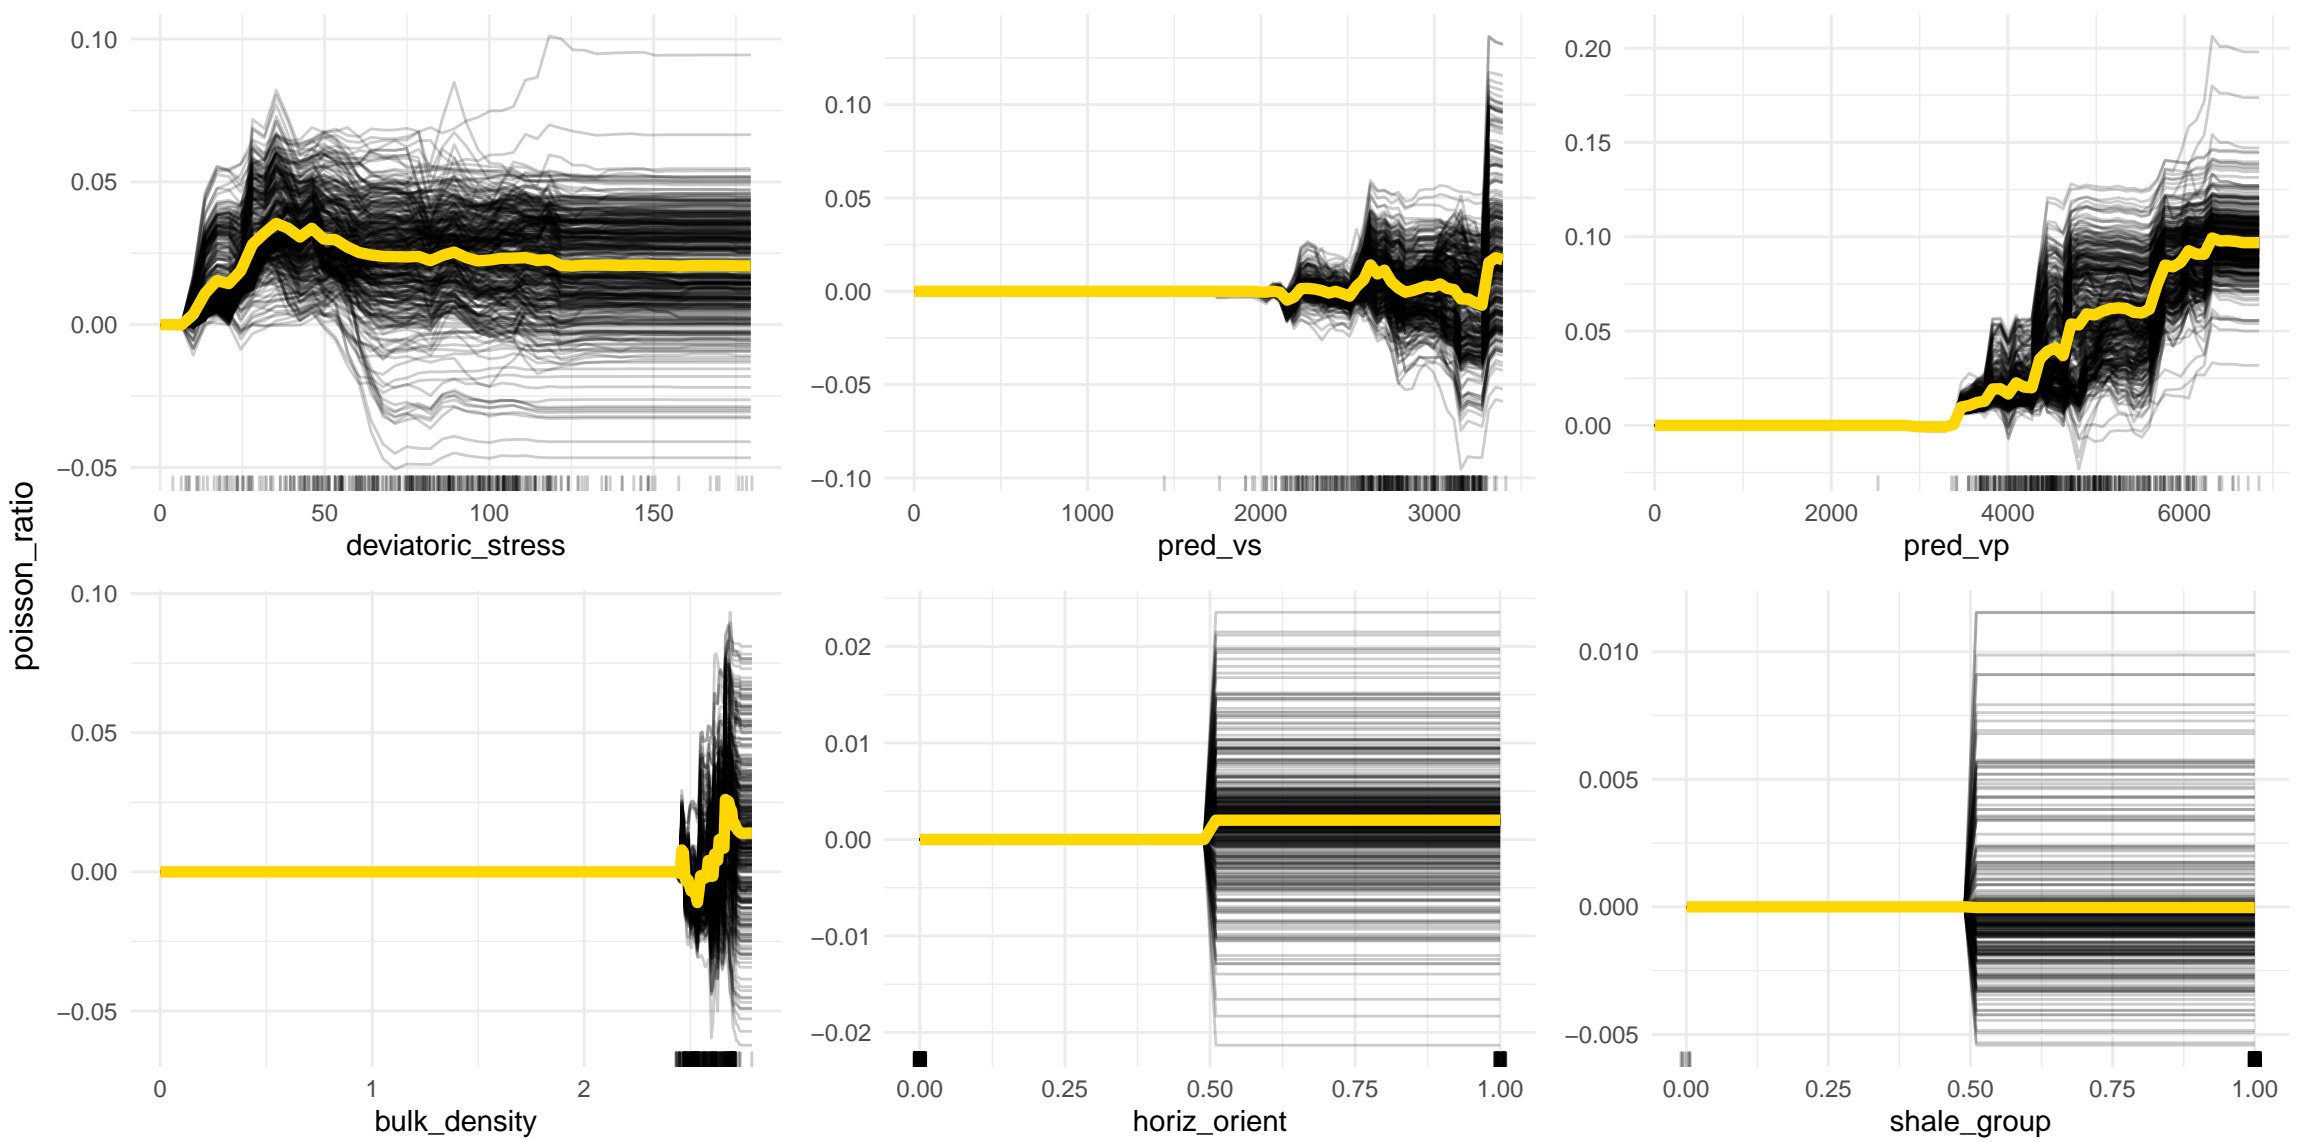 poisson_ratio
0.10
0.05
0.00
−0.05
0 50 100 150
deviatoric_stress
0.10
0.05
0.00
−0.05
−0.10
0 1000 2000 3000
pred_vs
0.20
0.15
0.10
0.05
0.00
0 2000 4000 6000
pred_vp
0.10
0.05
0.00
−0.05
0 1 2
bulk_density
0.02
0.01
0.00
−0.01
−0.02
0.00 0.25 0.50 0.75 1.00
horiz_orient
0.010
0.005
0.000
−0.005
0.00 0.25 0.50 0.75 1.00
shale_group